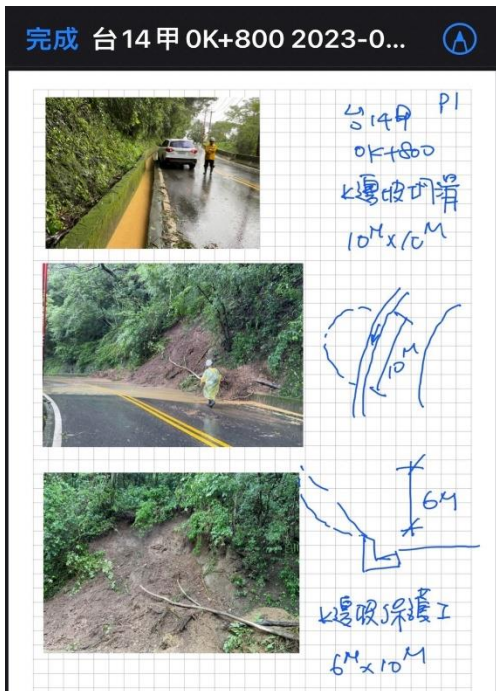 完成 台14甲 0K+800 2023-0...
P1
台14甲
0K+800
上邊坡坍滑
10M×10M
10M
6M
上邊坡保護工
6M×10M